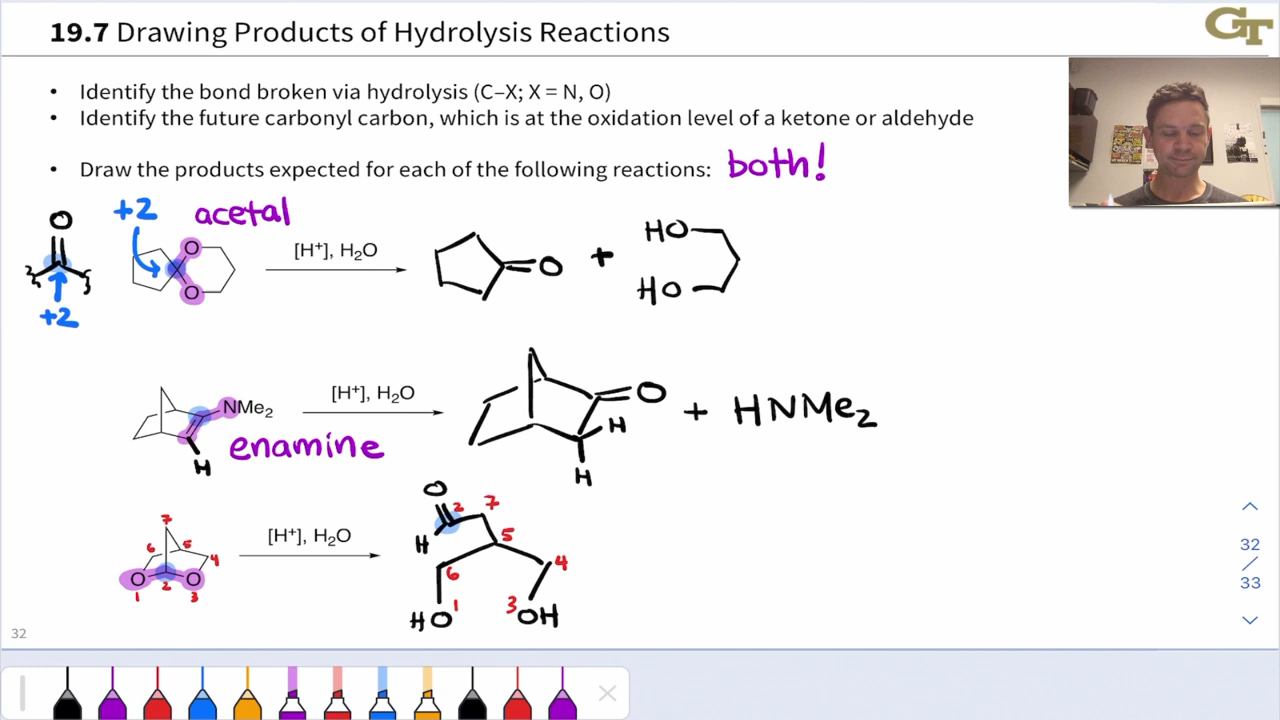 19.7 Drawing Products of Hydrolysis Reactions
GT
• Identify the bond broken via hydrolysis (C–X; X = N, O)
• Identify the future carbonyl carbon, which is at the oxidation level of a ketone or aldehyde
• Draw the products expected for each of the following reactions: both!
O +2 acetal
O O [H⁺], H₂O O + HO HO
+2
NMe₂ [H⁺], H₂O O + HNMe₂
H H
enamine
H
7 6 5 4 O O 1 2 3
[H⁺], H₂O
O H 2 7 5 6 4 HO 1 3 OH
32
/
33
32